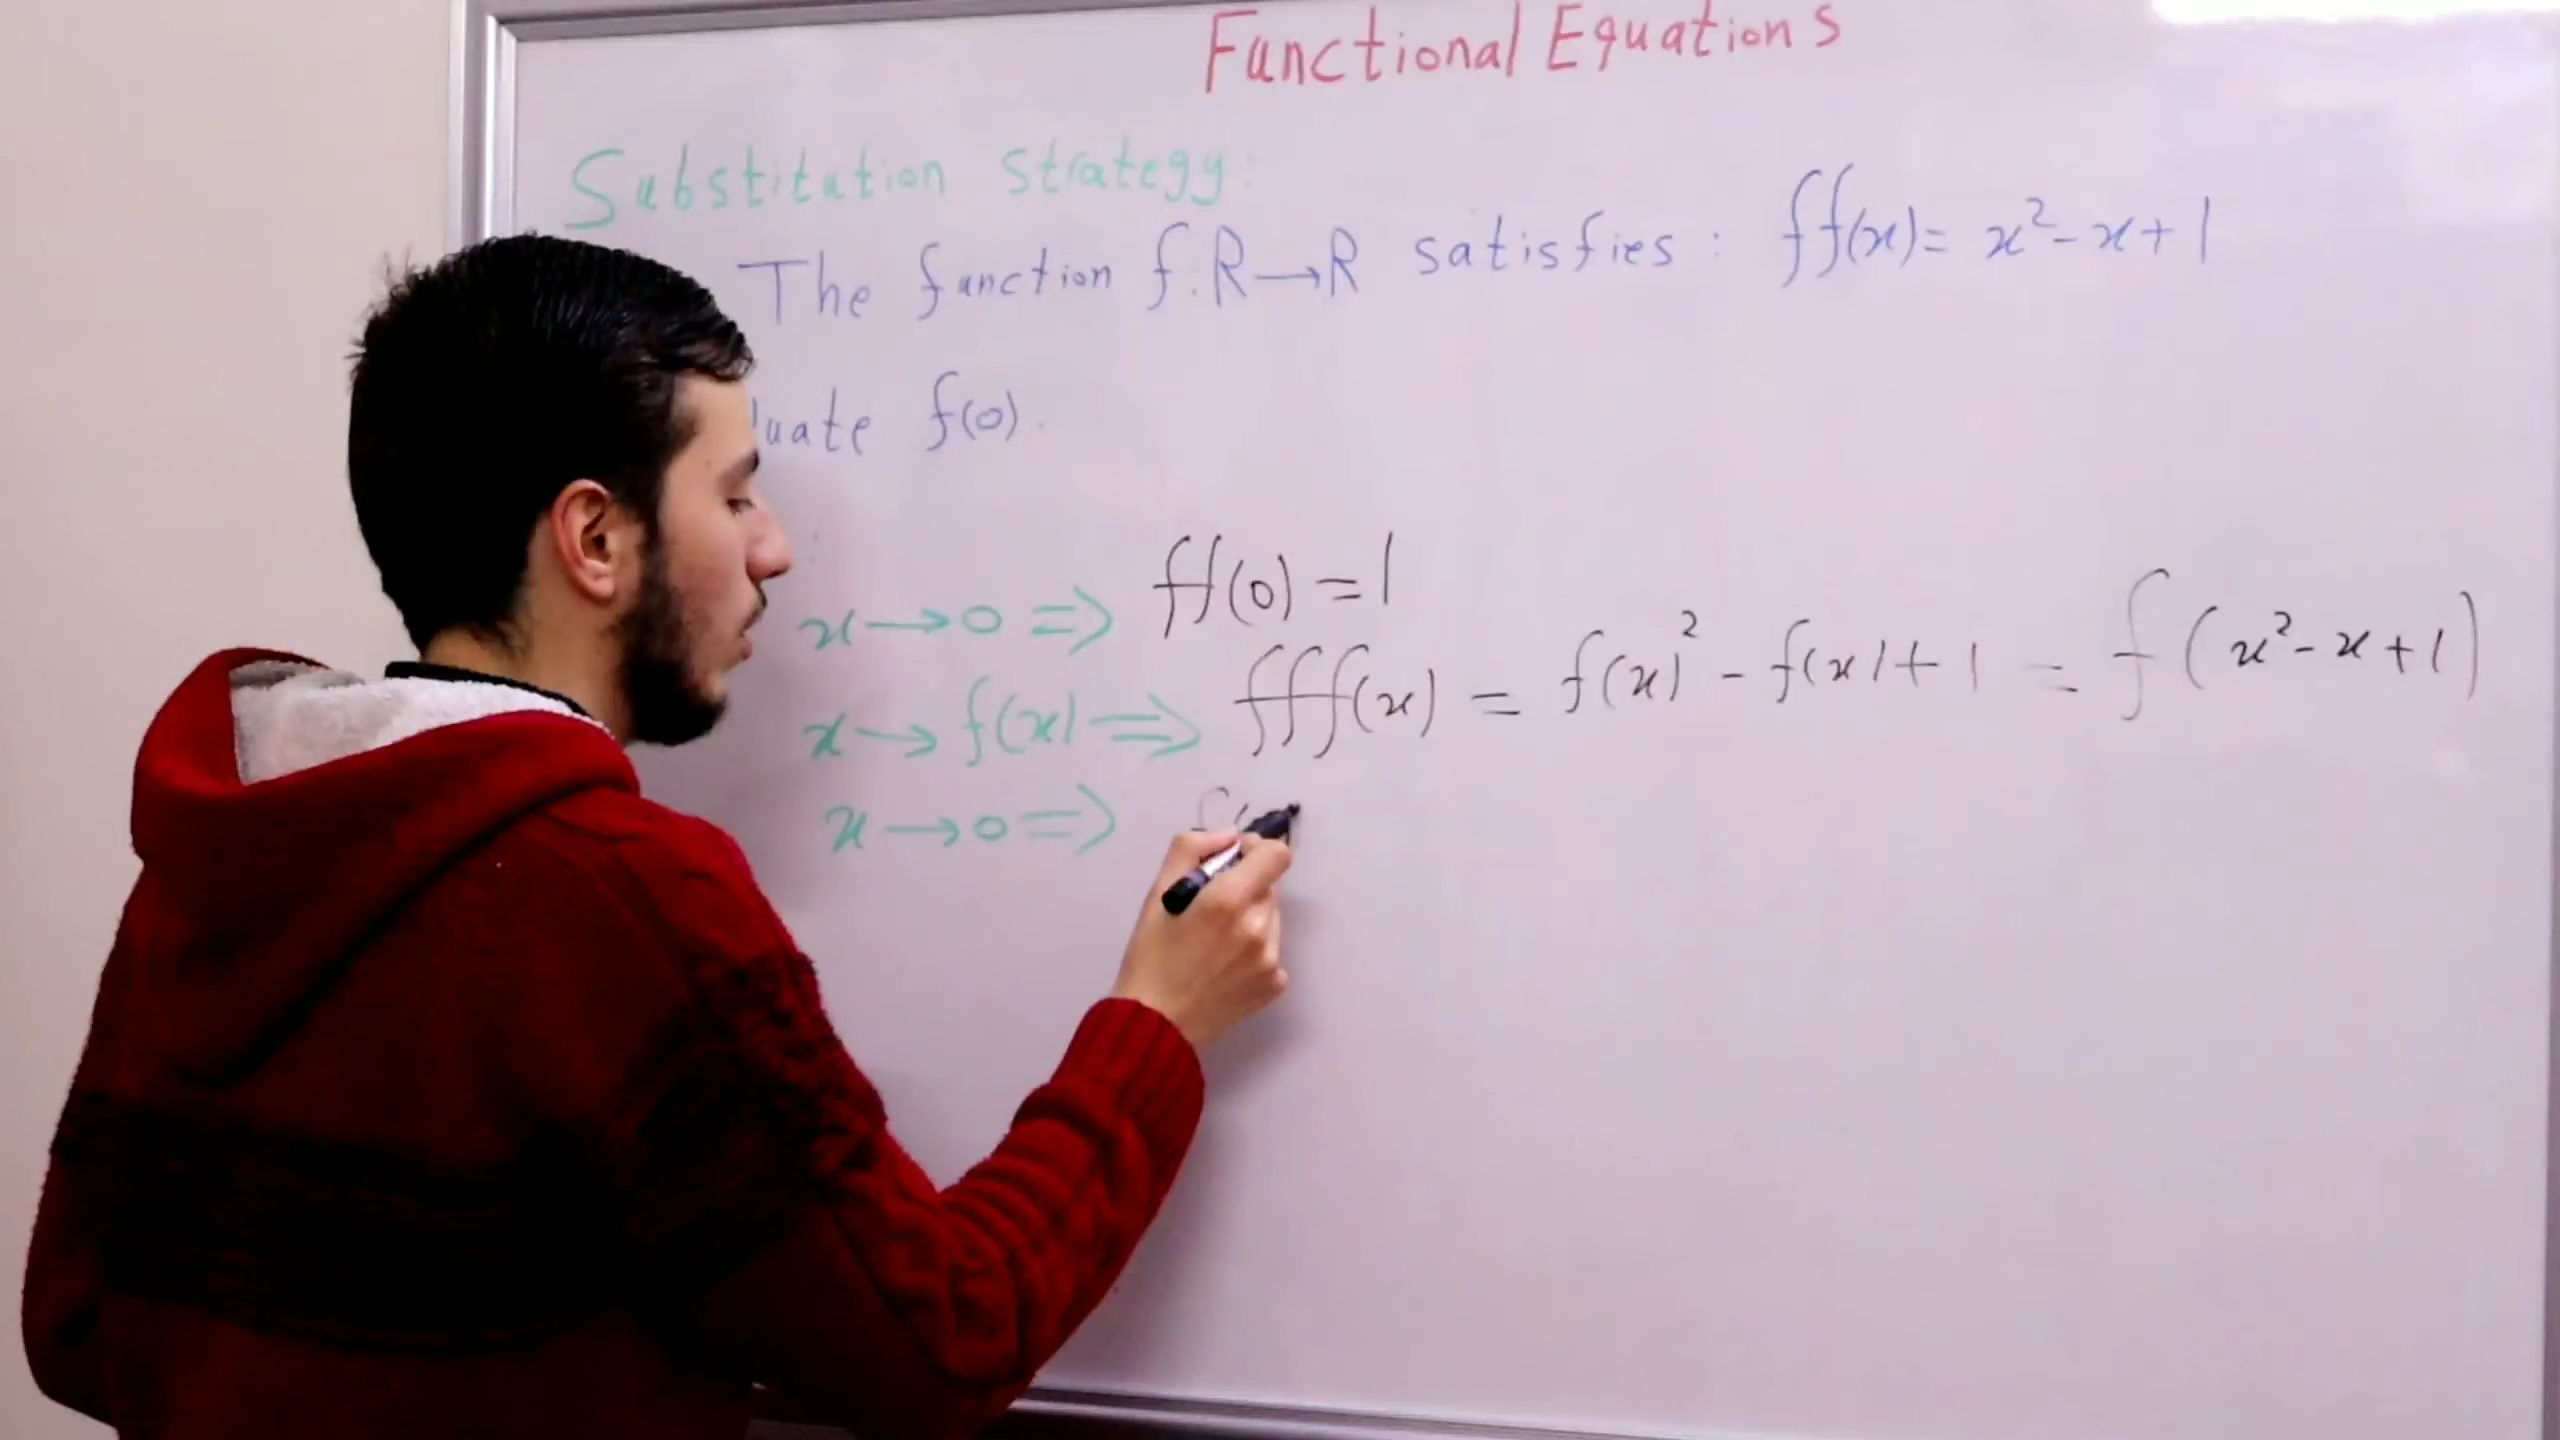 Functional Equations
Substitution Strategy:
The function f:R→R satisfies: ff(x)= x²-x+1
uate f(0).
:
x→0 ⇒ ff(0) = 1
x→f(x) ⇒ fff(x) = f(x)² - f(x)+1 = f(x²-x+1)
x→0 ⇒ f(